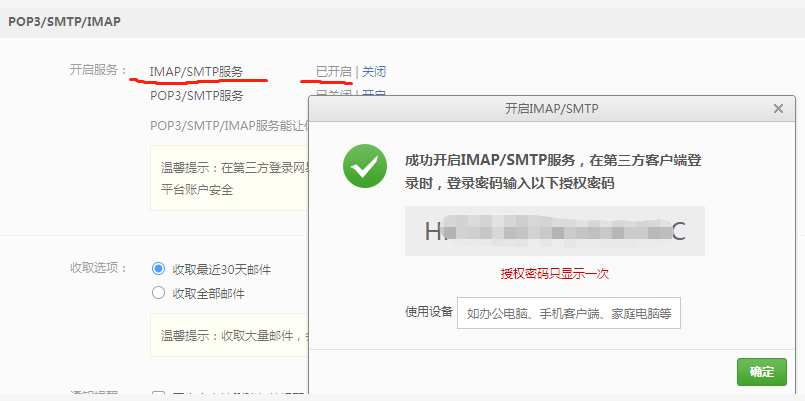 POP3/SMTP/IMAP
开启服务：
IMAP/SMTP服务
已开启 | 关闭
POP3/SMTP服务
已关闭 | 开启
POP3/SMTP/IMAP服务能让
温馨提示：在第三方登录网
平台账户安全
收取选项：
收取最近30天邮件
收取全部邮件
温馨提示：收取大量邮件，
开启IMAP/SMTP
成功开启IMAP/SMTP服务，在第三方客户端登
录时，登录密码输入以下授权密码
H C
授权密码只显示一次
使用设备
如办公电脑、手机客户端、家庭电脑等
确定